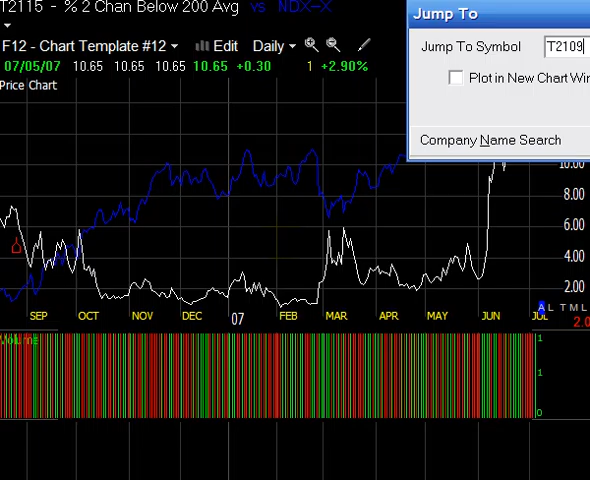 T2115 - % 2 Chan Below 200 Avg vs NDX-X
Jump To
F12 - Chart Template #12 Edit Daily
Jump To Symbol T2109
07/05/07 10.65 10.65 10.65 10.65 +0.30 1 +2.90%
Plot in New Chart Win
Price Chart
Company Name Search
10.00
8.00
6.00
4.00
2.00
A L T M L
SEP OCT NOV DEC 07 FEB MAR APR MAY JUN JUL
2.0
Volume
1
1
0